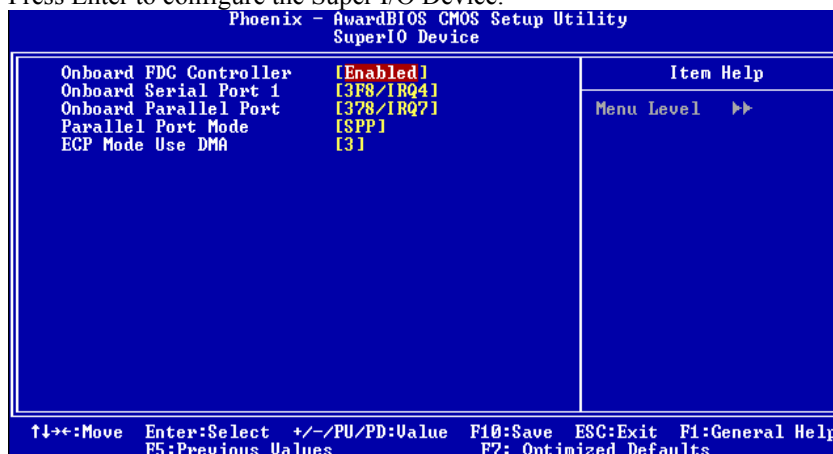 Press Enter to configure the Super I/O Device.
Phoenix - AwardBIOS CMOS Setup Utility
SuperIO Device
Onboard FDC Controller [Enabled]
Onboard Serial Port 1 [3F8/IRQ4]
Onboard Parallel Port [378/IRQ7]
Parallel Port Mode [SPP]
ECP Mode Use DMA [3]
Item Help
Menu Level ▶▶
↑↓→←:Move Enter:Select +/-/PU/PD:Value F10:Save ESC:Exit F1:General Help
F5:Previous Values F7: Optimized Defaults